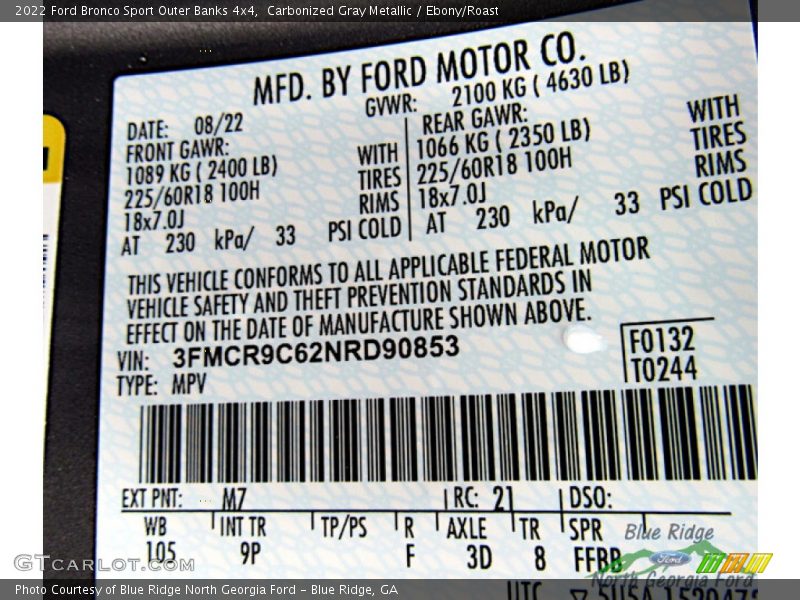 2022 Ford Bronco Sport Outer Banks 4x4,  Carbonized Gray Metallic / Ebony/Roast
MFD. BY FORD MOTOR CO.
DATE: 08/22 GVWR: 2100 KG ( 4630 LB)
FRONT GAWR: REAR GAWR:
1089 KG ( 2400 LB) WITH 1066 KG ( 2350 LB) WITH
225/60R18 100H TIRES 225/60R18 100H TIRES
18x7.0J RIMS 18x7.0J RIMS
AT 230 kPa/ 33 PSI COLD AT 230 kPa/ 33 PSI COLD
THIS VEHICLE CONFORMS TO ALL APPLICABLE FEDERAL MOTOR
VEHICLE SAFETY AND THEFT PREVENTION STANDARDS IN
EFFECT ON THE DATE OF MANUFACTURE SHOWN ABOVE.
VIN: 3FMCR9C62NRD90853 F0132
TYPE: MPV T0244
EXT PNT: M7 RC: 21 DSO:
WB INT TR TP/PS R AXLE TR SPR
105 9P F 3D 8 FFBB
Blue Ridge
Ford
North Georgia Ford
GTcarlot.com
UTC
Photo Courtesy of Blue Ridge North Georgia Ford – Blue Ridge, GA